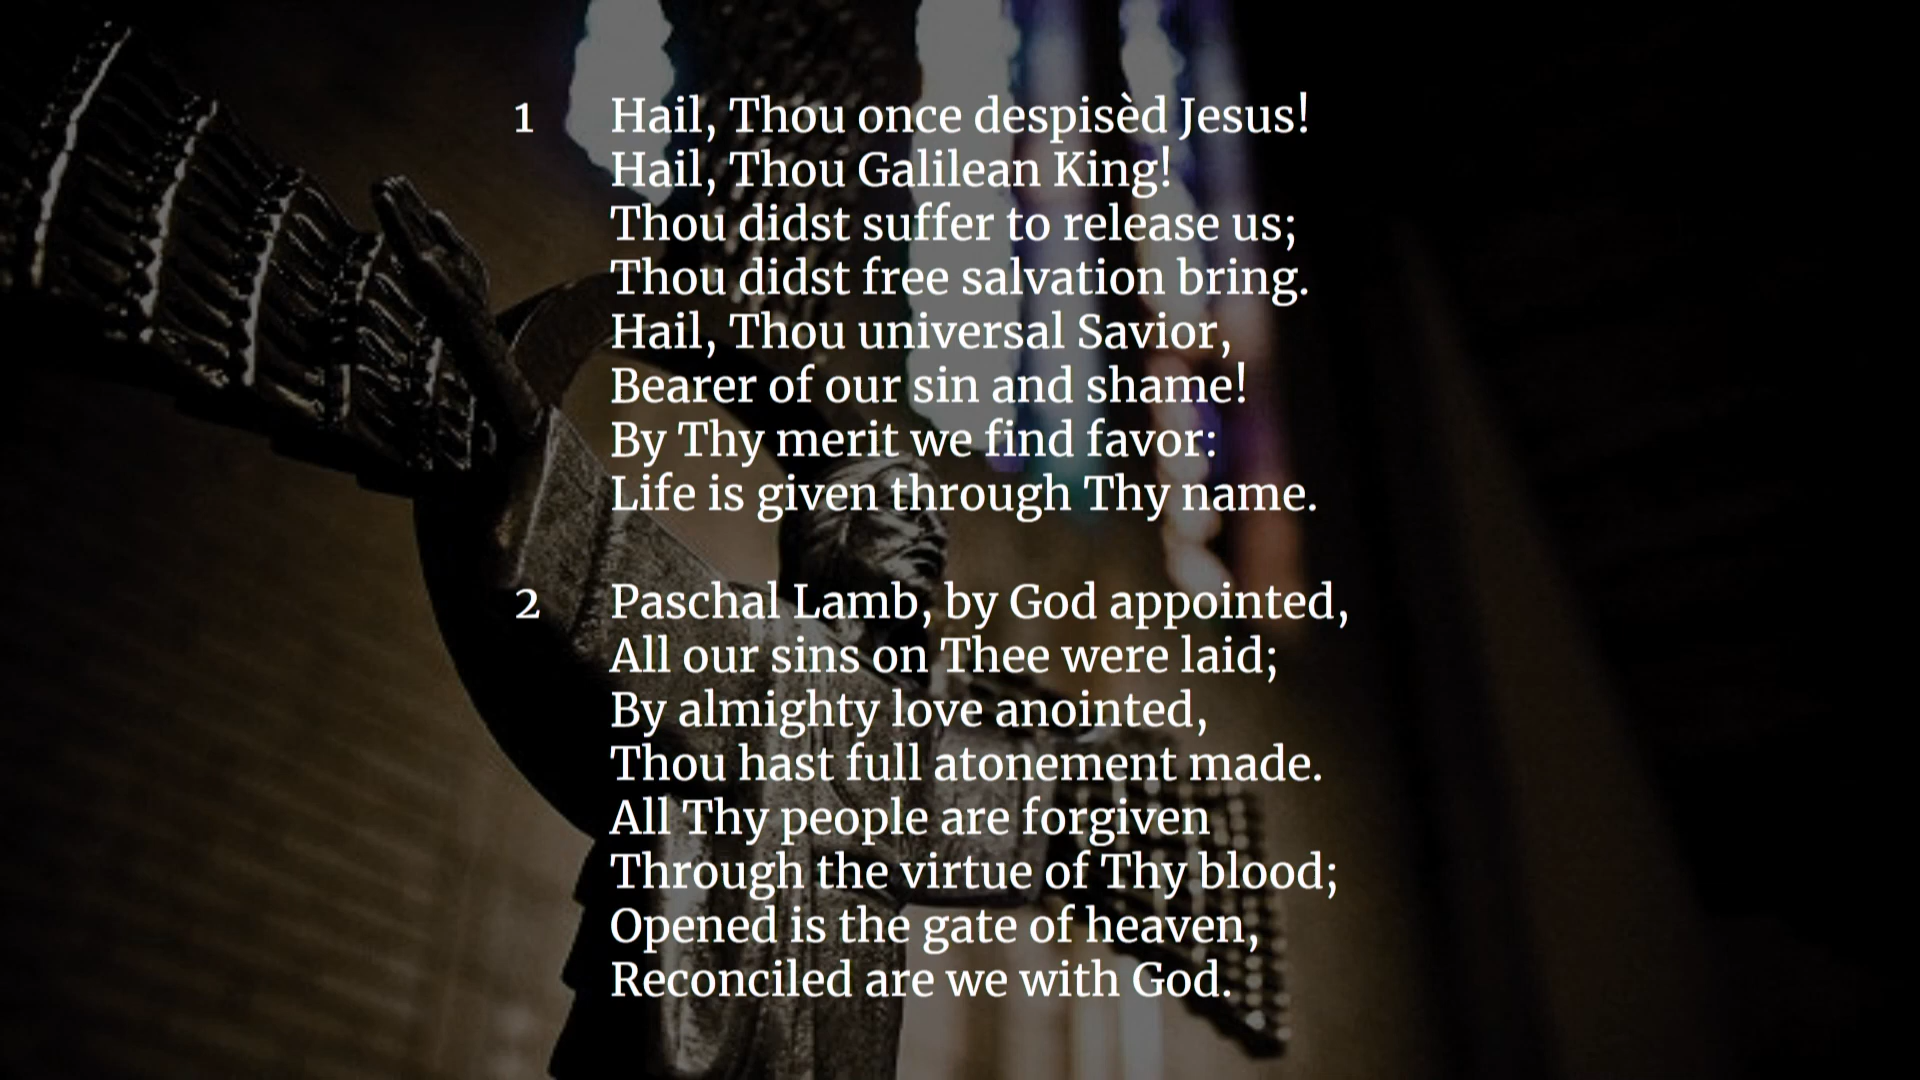 1 Hail, Thou once despisèd Jesus!
Hail, Thou Galilean King!
Thou didst suffer to release us;
Thou didst free salvation bring.
Hail, Thou universal Savior,
Bearer of our sin and shame!
By Thy merit we find favor:
Life is given through Thy name.
2 Paschal Lamb, by God appointed,
All our sins on Thee were laid;
By almighty love anointed,
Thou hast full atonement made.
All Thy people are forgiven
Through the virtue of Thy blood;
Opened is the gate of heaven,
Reconciled are we with God.